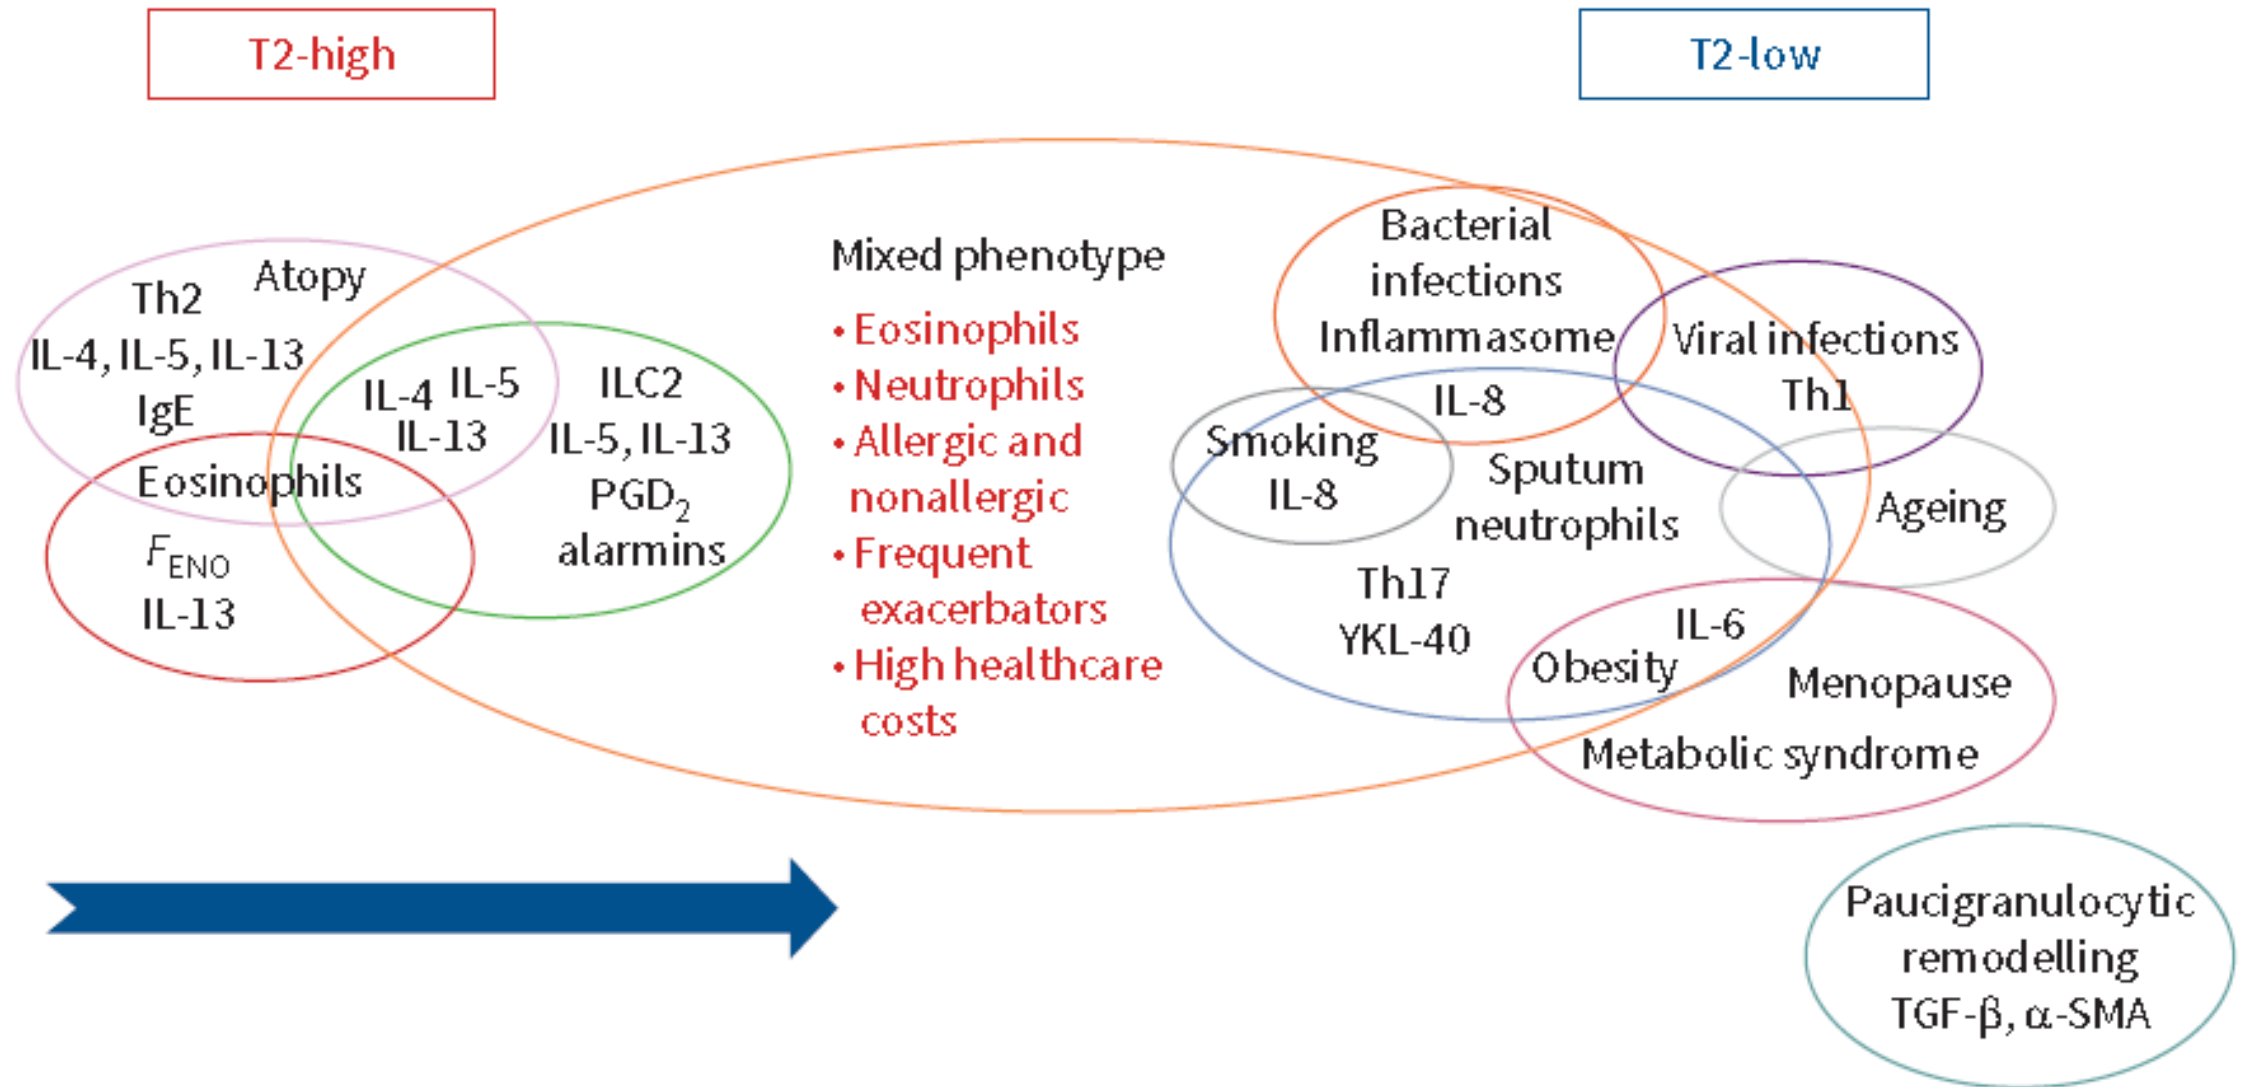 T2-high
T2-low
Atopy
Th2
IL-4, IL-5, IL-13
IgE
Eosinophils
FENO
IL-13
IL-4 IL-5
IL-13
ILC2
IL-5, IL-13
PGD2
alarmins
Mixed phenotype
• Eosinophils
• Neutrophils
• Allergic and
nonallergic
• Frequent
exacerbators
• High healthcare
costs
Bacterial
infections
Inflammasome
IL-8
Viral infections
Th1
Smoking
IL-8
Sputum
neutrophils
Th17
YKL-40
Ageing
IL-6
Obesity
Menopause
Metabolic syndrome
Paucigranulocytic
remodelling
TGF-β, α-SMA